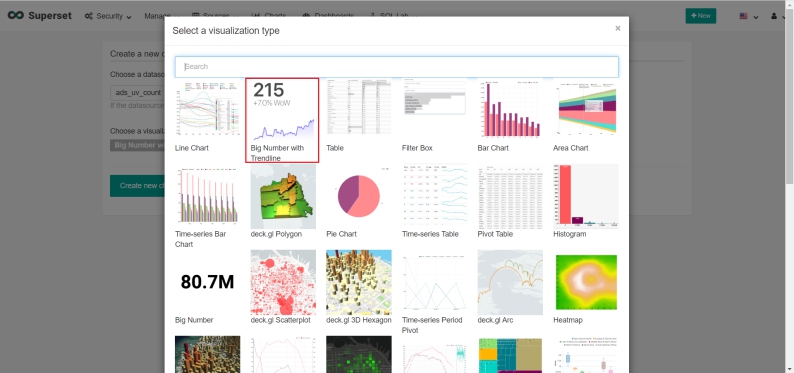 Superset
Security
Manage
Sources
Charts
Dashboards
SQL Lab
+ New
Create a new c
Choose a dataso
ads_uv_count
If the datasource
Choose a visuali
Big Number wi
Create new ch
Select a visualization type
×
Search
215
+70% WoW
Line Chart
Big Number with
Trendline
Table
Filter Box
Bar Chart
Area Chart
Time-series Bar
Chart
deck.gl Polygon
Pie Chart
Time-series Table
Pivot Table
Histogram
80.7M
Big Number
deck.gl Scatterplot
deck.gl 3D Hexagon
Time-series Period
Pivot
deck.gl Arc
Heatmap